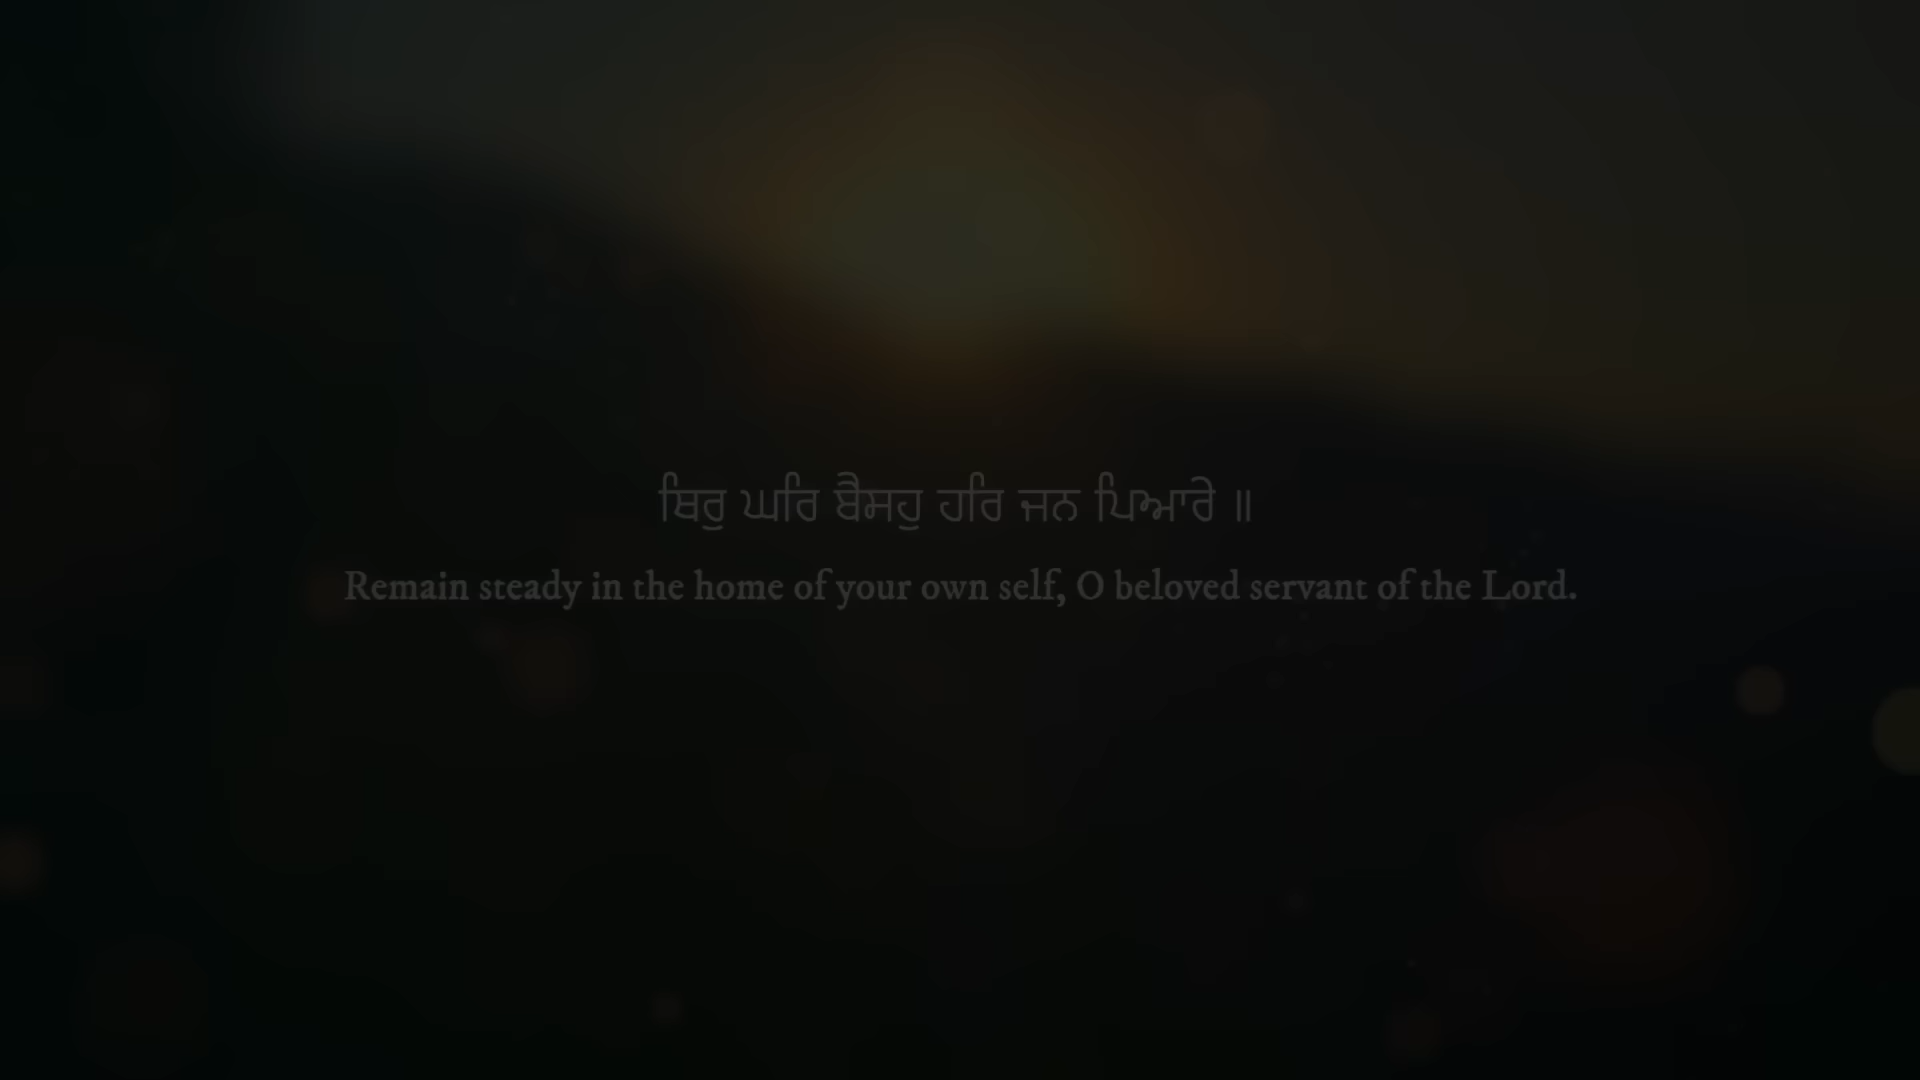 ਥਿਰੁ ਘਰਿ ਬੈਸਹੁ ਹਰਿ ਜਨ ਪਿਆਰੇ ॥
Remain steady in the home of your own self, O beloved servant of the Lord.